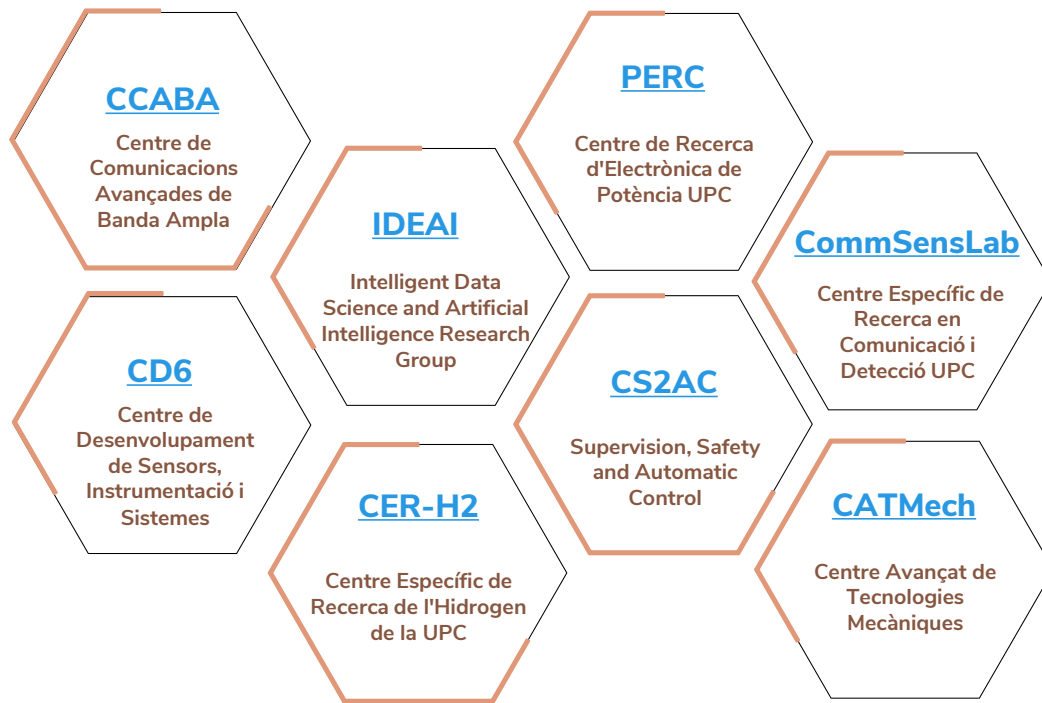 CCABA
Centre de
Comunicacions
Avançades de
Banda Ampla
PERC
Centre de Recerca
d'Electrònica de
Potència UPC
IDEAI
Intelligent Data
Science and Artificial
Intelligence Research
Group
CommSensLab
Centre Específic de
Recerca en
Comunicació i
Detecció UPC
CD6
Centre de
Desenvolupament
de Sensors,
Instrumentació i
Sistemes
CS2AC
Supervision, Safety
and Automatic
Control
CER-H2
Centre Específic de
Recerca de l'Hidrogen
de la UPC
CATMech
Centre Avançat de
Tecnologies
Mecàniques